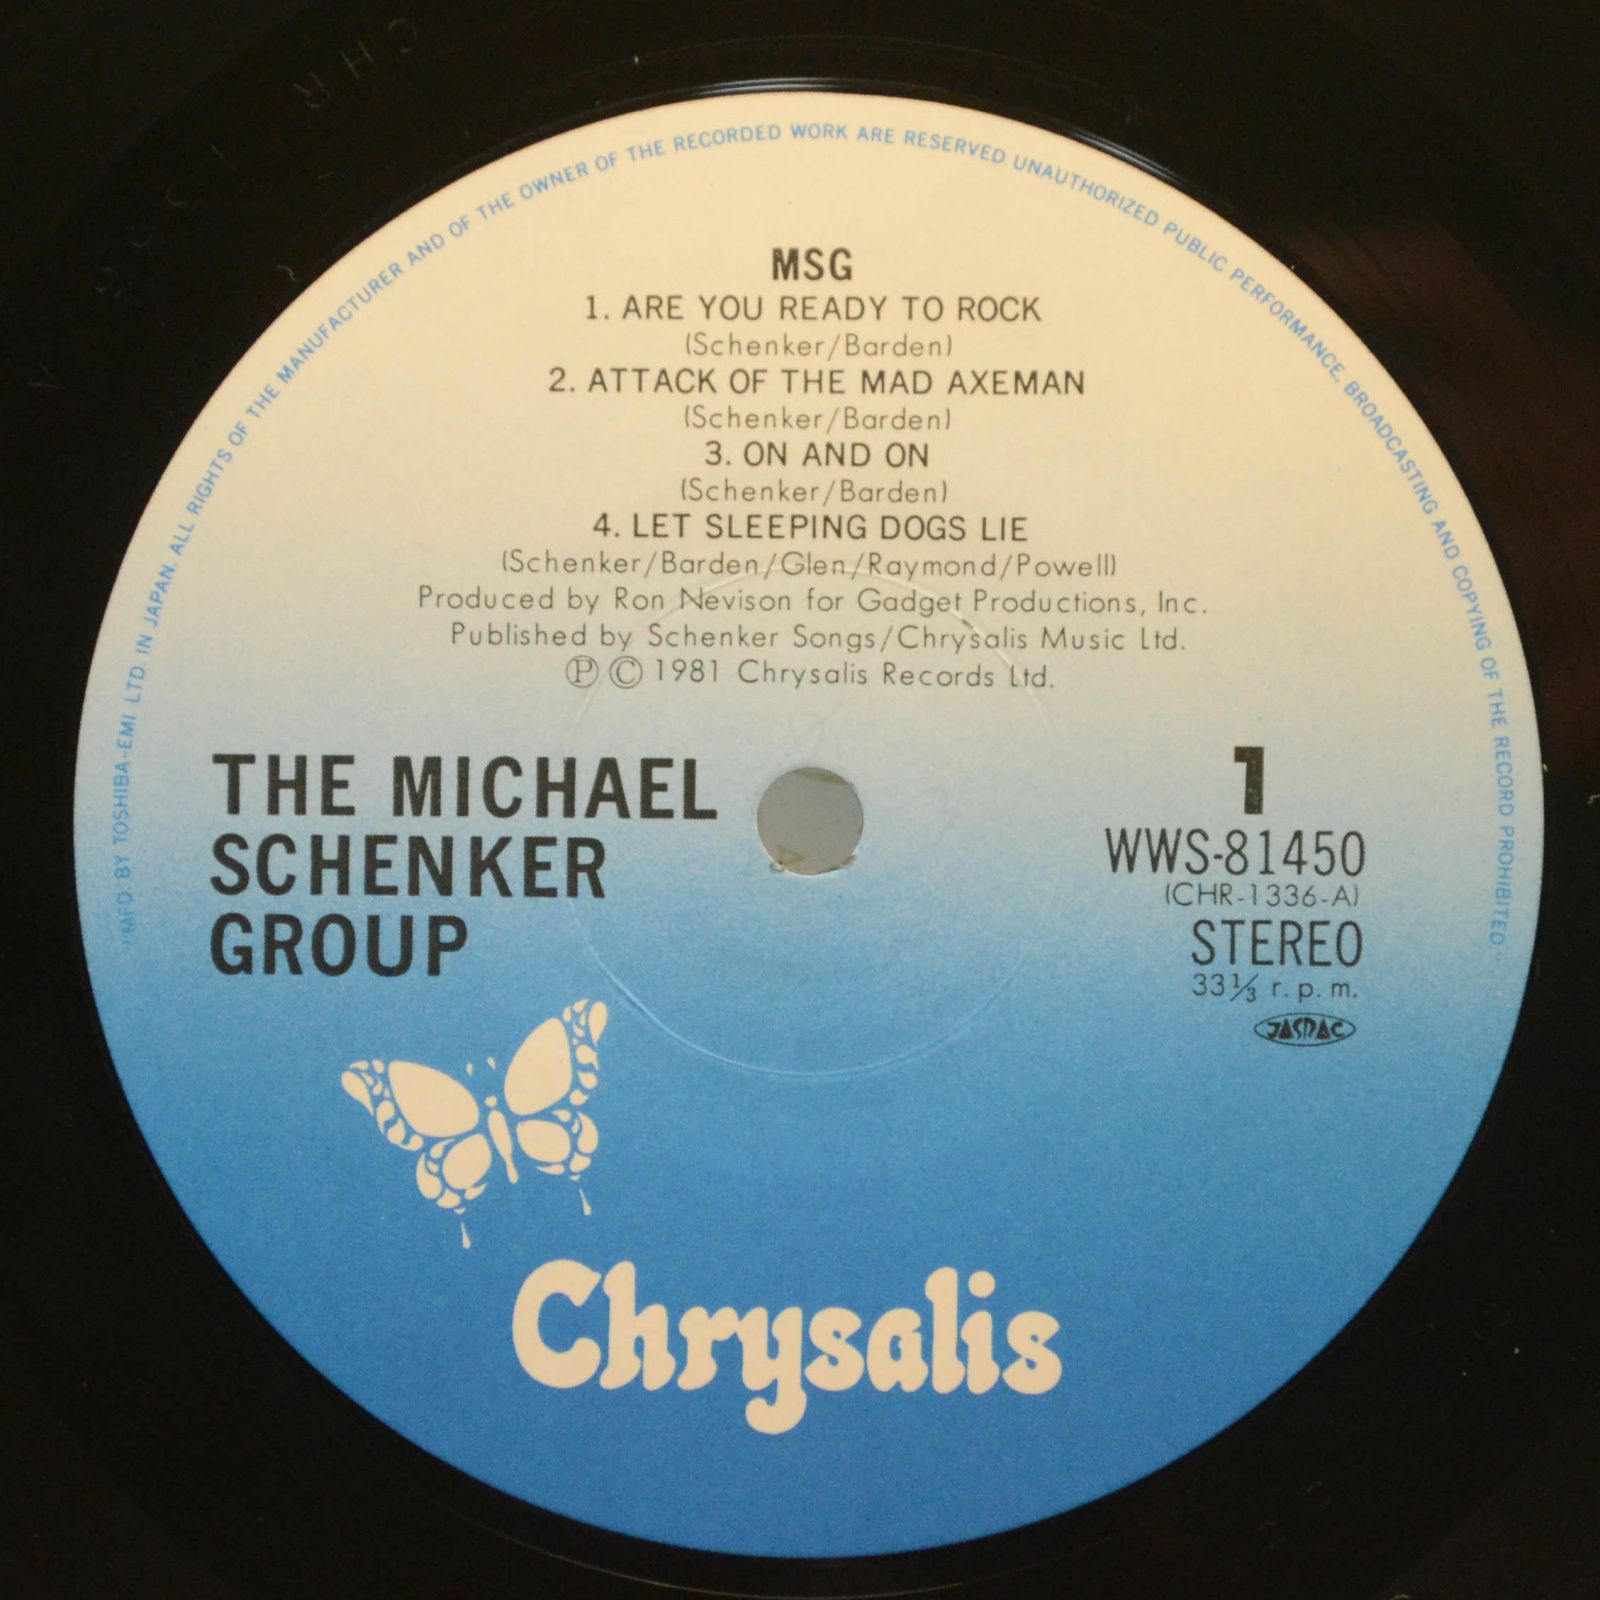 "MFD. BY TOSHIBA-EMI LTD. IN JAPAN. ALL RIGHTS OF THE MANUFACTURER AND OF THE OWNER OF THE RECORDED WORK ARE RESERVED. UNAUTHORIZED PUBLIC PERFORMANCE, BROADCASTING AND COPYING OF THE RECORD PROHIBITED"
MSG
1. ARE YOU READY TO ROCK
(Schenker/Barden)
2. ATTACK OF THE MAD AXEMAN
(Schenker/Barden)
3. ON AND ON
(Schenker/Barden)
4. LET SLEEPING DOGS LIE
(Schenker/Barden/Glen/Raymond/Powell)
Produced by Ron Nevison for Gadget Productions, Inc.
Published by Schenker Songs/Chrysalis Music Ltd.
Ⓟ Ⓒ 1981 Chrysalis Records Ltd.
THE MICHAEL
SCHENKER
GROUP
1
WWS-81450
(CHR-1336-A)
STEREO
33⅓ r.p.m.
JASRAC
Chrysalis